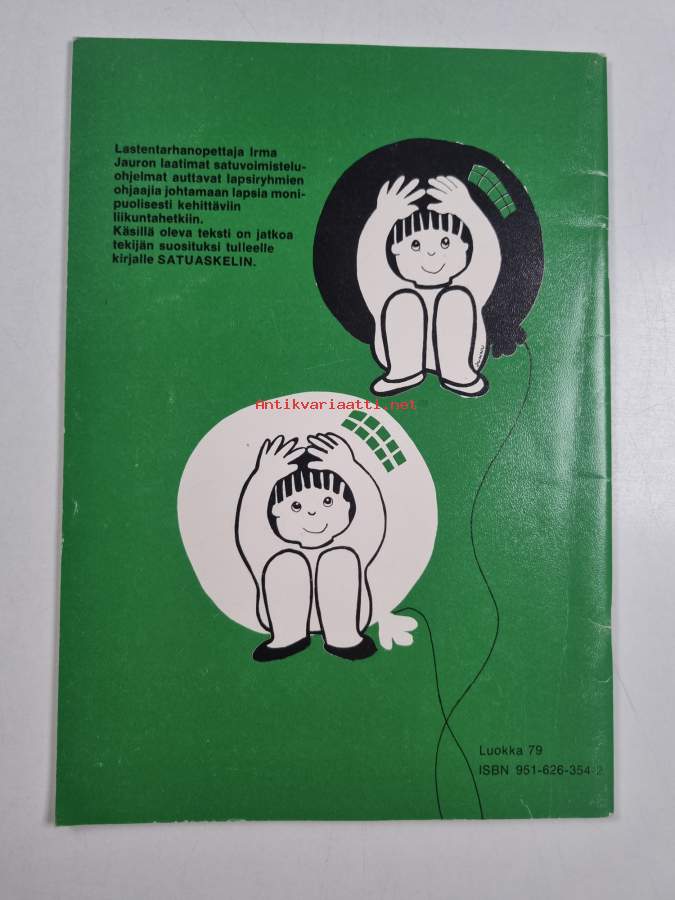 Lastentarhanopettaja Irma
Jauron laatimat satuvoimistelu-
ohjelmat auttavat lapsiryhmien
ohjaajia johtamaan lapsia moni-
puolisesti kehittäviin
liikuntahetkiin.
Käsillä oleva teksti on jatkoa
tekijän suosituksi tulleelle
kirjalle SATUASKELIN.
Antikvariaatti.net
Luokka 79
ISBN 951-626-354-2